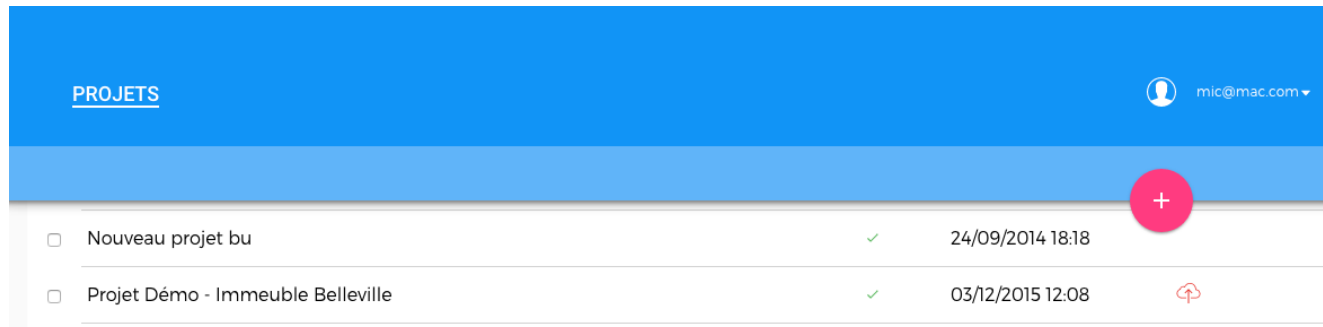 PROJETS
mic@mac.com
+
Nouveau projet bu 24/09/2014 18:18
Projet Démo - Immeuble Belleville 03/12/2015 12:08